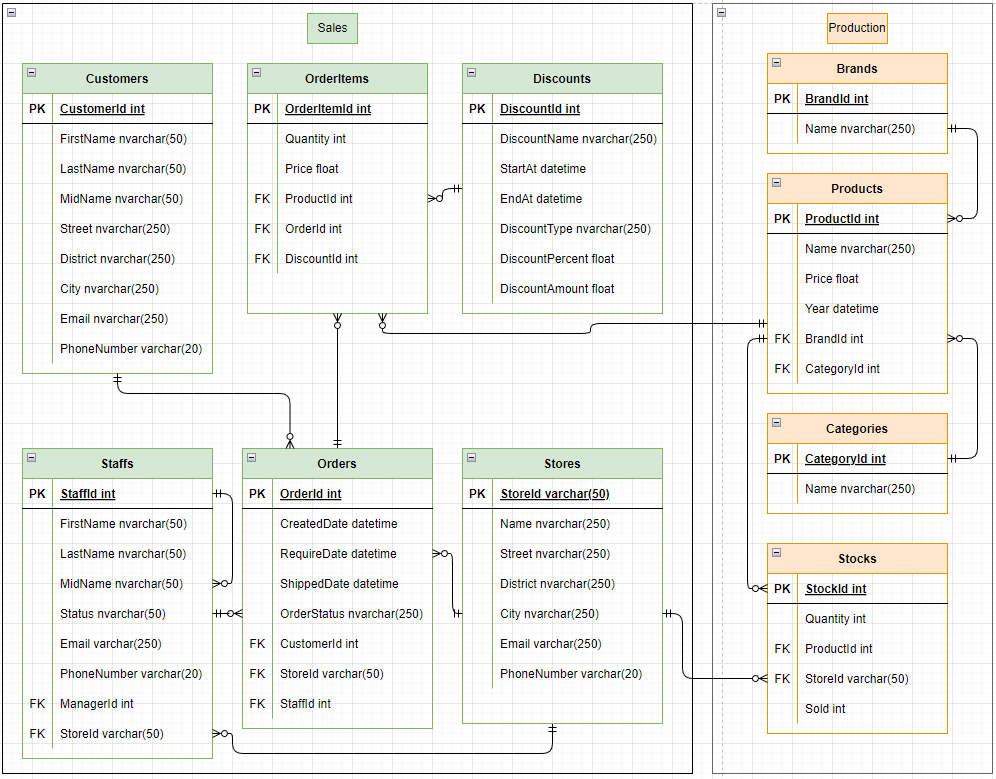 Sales
Customers
PK CustomerId int
FirstName nvarchar(50)
LastName nvarchar(50)
MidName nvarchar(50)
Street nvarchar(250)
District nvarchar(250)
City nvarchar(250)
Email nvarchar(250)
PhoneNumber varchar(20)
OrderItems
PK OrderItemId int
Quantity int
Price float
FK ProductId int
FK OrderId int
FK DiscountId int
Discounts
PK DiscountId int
DiscountName nvarchar(250)
StartAt datetime
EndAt datetime
DiscountType nvarchar(250)
DiscountPercent float
DiscountAmount float
Staffs
PK StaffId int
FirstName nvarchar(50)
LastName nvarchar(50)
MidName nvarchar(50)
Status nvarchar(50)
Email varchar(250)
PhoneNumber varchar(20)
FK ManagerId int
FK StoreId varchar(50)
Orders
PK OrderId int
CreatedDate datetime
RequireDate datetime
ShippedDate datetime
OrderStatus nvarchar(250)
FK CustomerId int
FK StoreId varchar(50)
FK StaffId int
Stores
PK StoreId varchar(50)
Name nvarchar(250)
Street nvarchar(250)
District nvarchar(250)
City nvarchar(250)
Email varchar(250)
PhoneNumber varchar(20)
Production
Brands
PK BrandId int
Name nvarchar(250)
Products
PK ProductId int
Name nvarchar(250)
Price float
Year datetime
FK BrandId int
FK CategoryId int
Categories
PK CategoryId int
Name nvarchar(250)
Stocks
PK StockId int
Quantity int
FK ProductId int
FK StoreId varchar(50)
Sold int